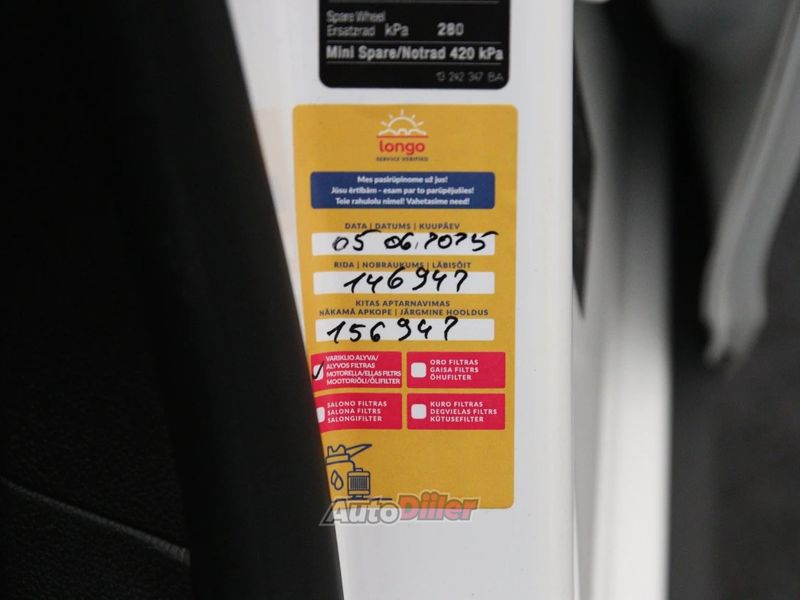 Spare Wheel
Ersatzrad kPa 280
Mini Spare/Notrad 420 kPa
13 242 347 BA
longo
SERVICE VERIFIED
Mes pasirūpinome už jus!
Jūsu ērtībām - esam par to parūpējušies!
Teie rahulolu nimel! Vahetasime need!
DATA | DATUMS | KUUPÄEV
05 06.2025
RIDA | NOBRAUKUMS | LÄBISÕIT
146947
KITAS APTARNAVIMAS
NĀKAMĀ APKOPE | JÄRGMINE HOOLDUS
156947
VARIKLIO ALYVA/
ALYVOS FILTRAS
MOTORELLA/ELLAS FILTRS
MOOTORIÕLI/ÕLIFILTER
ORO FILTRAS
GAISA FILTRS
ÕHUFILTER
SALONO FILTRAS
SALONA FILTRS
SALONGIFILTER
KURO FILTRAS
DEGVIELAS FILTRS
KÜTUSEFILTER
AutoDiiler